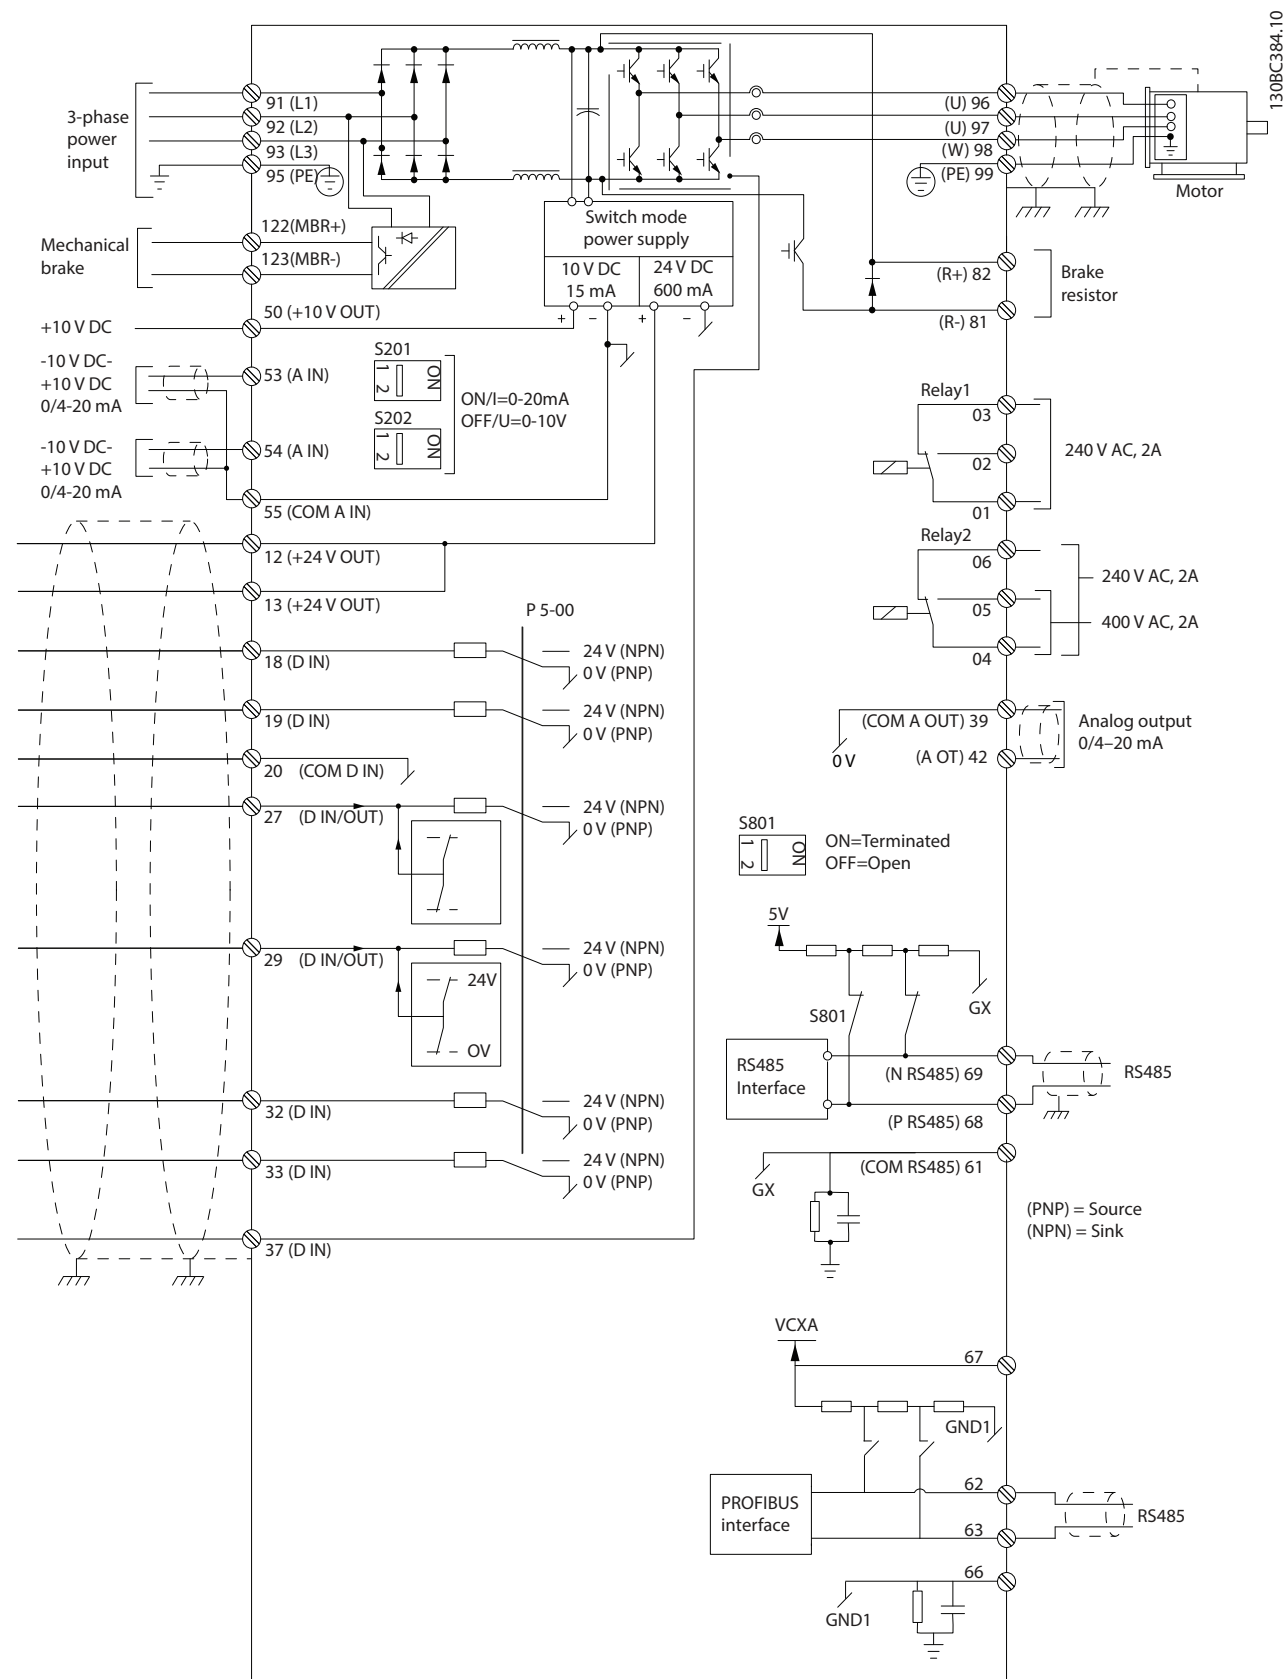 130BC384.10
3-phase
power
input
91 (L1)
92 (L2)
93 (L3)
95 (PE)
(U) 96
(U) 97
(W) 98
(PE) 99
Motor
Mechanical
brake
122(MBR+)
123(MBR-)
Switch mode
power supply
10 V DC
15 mA
24 V DC
600 mA
+ - + -
(R+) 82
(R-) 81
Brake
resistor
+10 V DC
50 (+10 V OUT)
-10 V DC-
+10 V DC
0/4-20 mA
53 (A IN)
-10 V DC-
+10 V DC
0/4-20 mA
54 (A IN)
55 (COM A IN)
S201
1 2 ON
S202
1 2 ON
ON/I=0-20mA
OFF/U=0-10V
Relay1
03
02
01
240 V AC, 2A
Relay2
06
05
04
240 V AC, 2A
400 V AC, 2A
12 (+24 V OUT)
13 (+24 V OUT)
P 5-00
18 (D IN)
24 V (NPN)
0 V (PNP)
19 (D IN)
24 V (NPN)
0 V (PNP)
20 (COM D IN)
27 (D IN/OUT)
24 V (NPN)
0 V (PNP)
29 (D IN/OUT)
24 V (NPN)
0 V (PNP)
24V
OV
32 (D IN)
24 V (NPN)
0 V (PNP)
33 (D IN)
24 V (NPN)
0 V (PNP)
37 (D IN)
(COM A OUT) 39
0 V
(A OT) 42
Analog output
0/4–20 mA
S801
1 2 ON
ON=Terminated
OFF=Open
5V
GX
S801
RS485
Interface
(N RS485) 69
(P RS485) 68
RS485
(COM RS485) 61
GX
(PNP) = Source
(NPN) = Sink
VCXA
67
GND1
PROFIBUS
interface
62
63
RS485
66
GND1